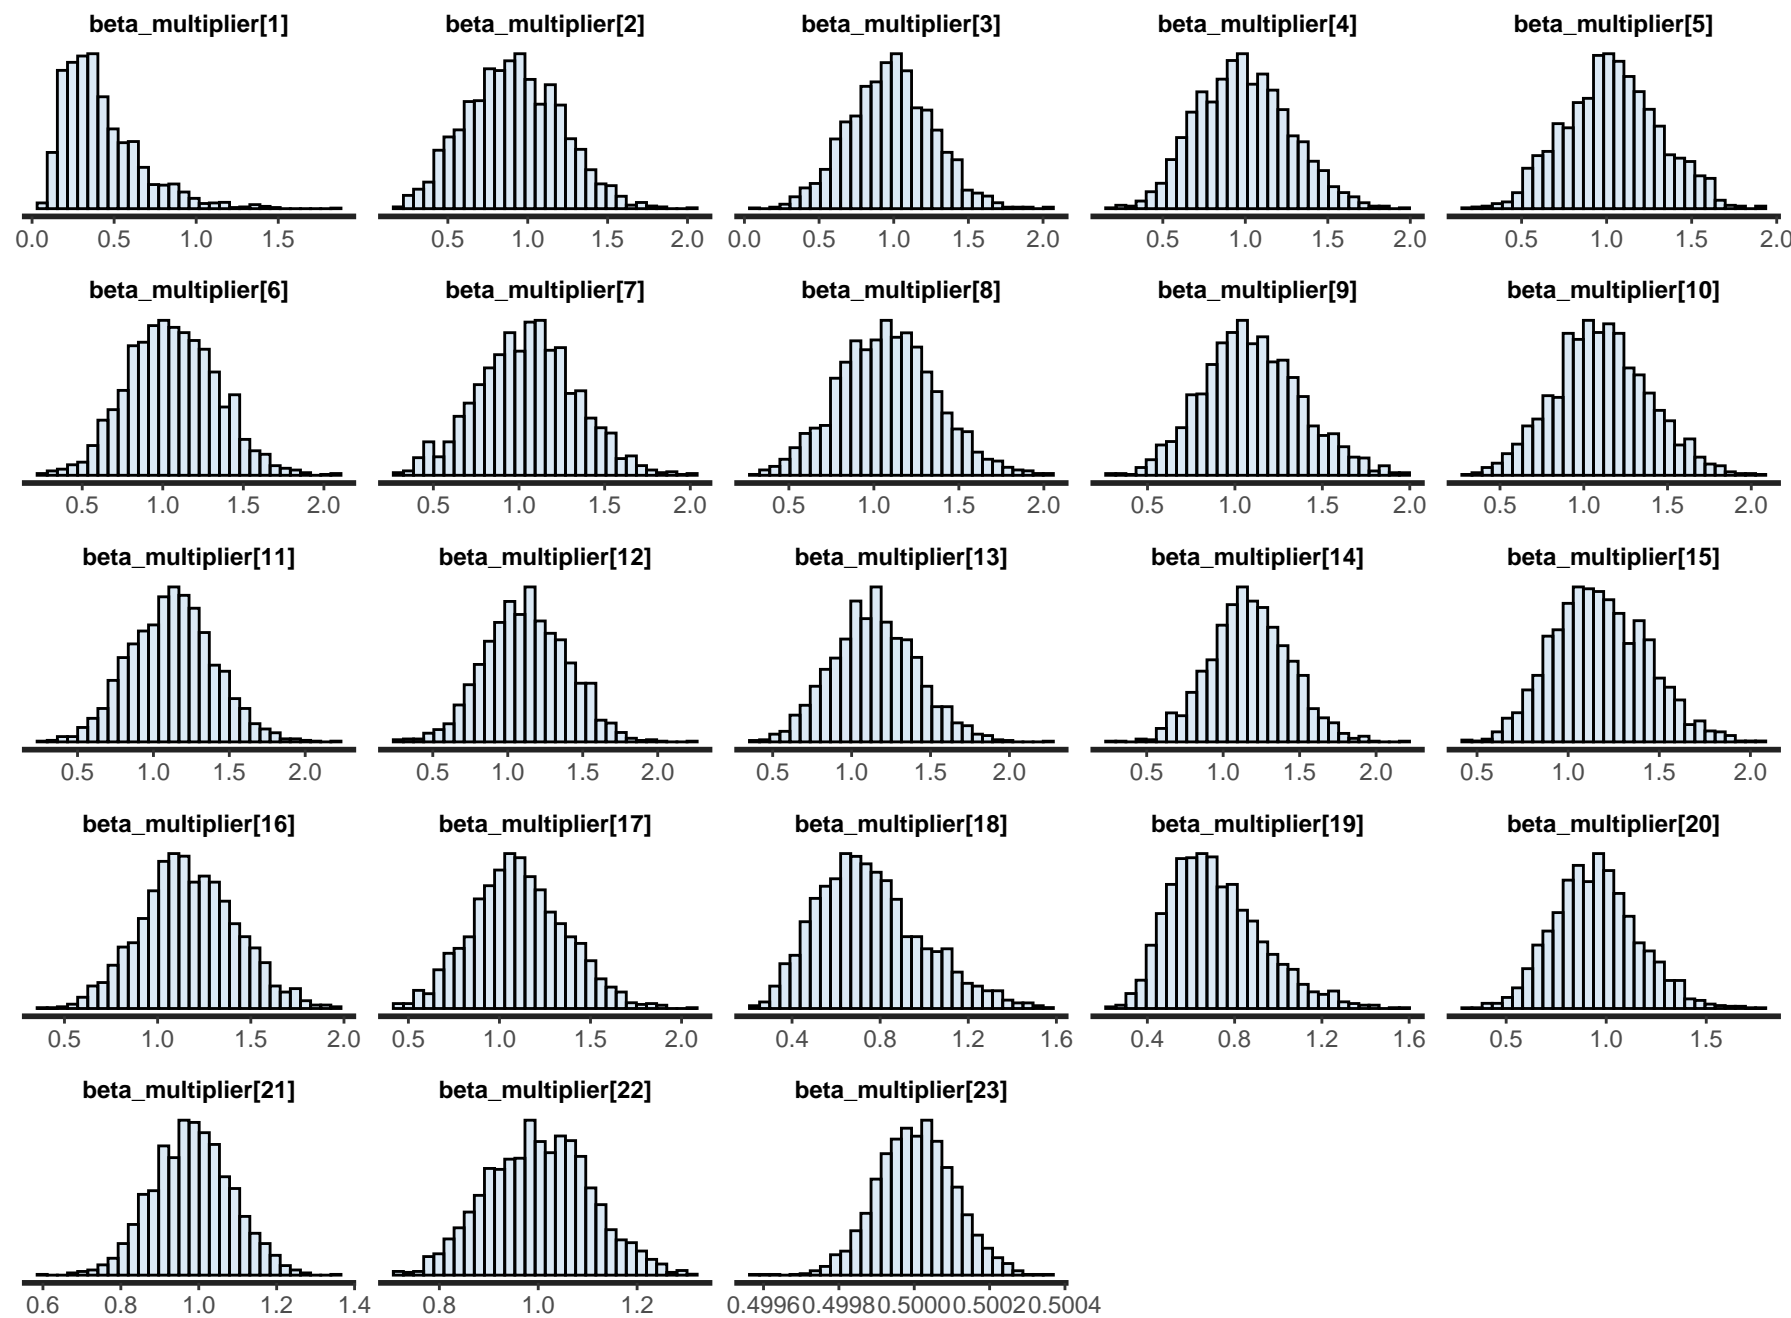 beta_multiplier[1] beta_multiplier[2] beta_multiplier[3] beta_multiplier[4] beta_multiplier[5]
0.0 0.5 1.0 1.5 0.5 1.0 1.5 2.0 0.0 0.5 1.0 1.5 2.0 0.5 1.0 1.5 2.0 0.5 1.0 1.5 2.0
beta_multiplier[6] beta_multiplier[7] beta_multiplier[8] beta_multiplier[9] beta_multiplier[10]
0.5 1.0 1.5 2.0 0.5 1.0 1.5 2.0 0.5 1.0 1.5 2.0 0.5 1.0 1.5 2.0 0.5 1.0 1.5 2.0
beta_multiplier[11] beta_multiplier[12] beta_multiplier[13] beta_multiplier[14] beta_multiplier[15]
0.5 1.0 1.5 2.0 0.5 1.0 1.5 2.0 0.5 1.0 1.5 2.0 0.5 1.0 1.5 2.0 0.5 1.0 1.5 2.0
beta_multiplier[16] beta_multiplier[17] beta_multiplier[18] beta_multiplier[19] beta_multiplier[20]
0.5 1.0 1.5 2.0 0.5 1.0 1.5 2.0 0.4 0.8 1.2 1.6 0.4 0.8 1.2 1.6 0.5 1.0 1.5
beta_multiplier[21] beta_multiplier[22] beta_multiplier[23]
0.6 0.8 1.0 1.2 1.4 0.8 1.0 1.2 0.4996 0.4998 0.5000 0.5002 0.5004